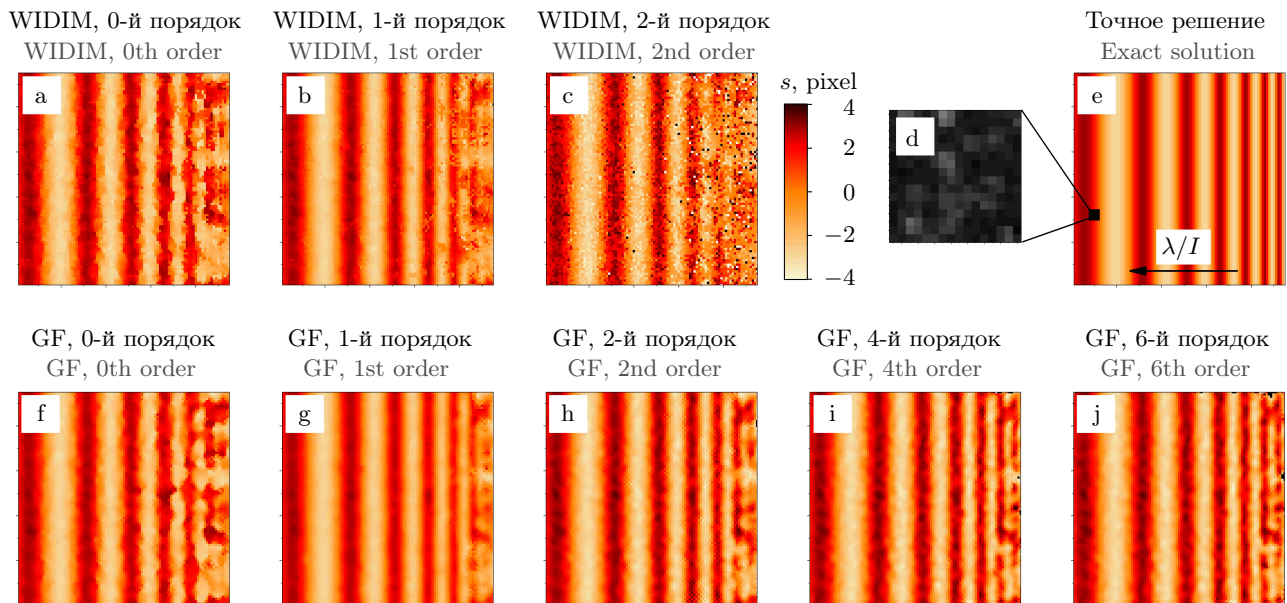 WIDIM, 0-й порядок
WIDIM, 0th order
WIDIM, 1-й порядок
WIDIM, 1st order
WIDIM, 2-й порядок
WIDIM, 2nd order
Точное решение
Exact solution
a
b
c
s, pixel
4
2
0
−2
−4
d
e
λ/I
GF, 0-й порядок
GF, 0th order
GF, 1-й порядок
GF, 1st order
GF, 2-й порядок
GF, 2nd order
GF, 4-й порядок
GF, 4th order
GF, 6-й порядок
GF, 6th order
f
g
h
i
j